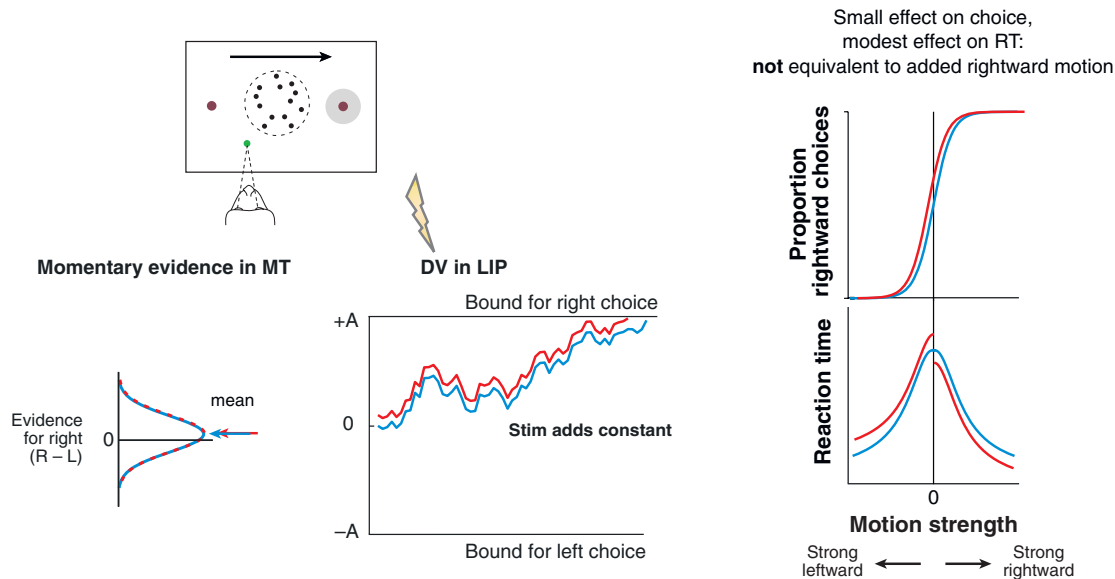 Small effect on choice,
modest effect on RT:
not equivalent to added rightward motion
Momentary evidence in MT
DV in LIP
Evidence
for right
(R – L)
0
mean
Bound for right choice
+A
0
Stim adds constant
–A
Bound for left choice
Proportion
rightward choices
Reaction time
0
Motion strength
Strong
leftward
Strong
rightward